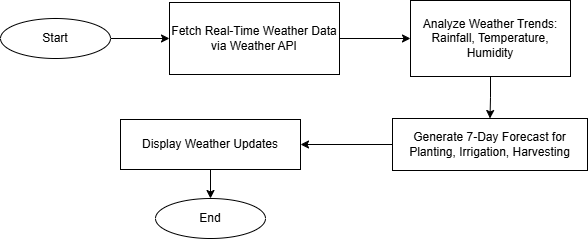 Start
Fetch Real-Time Weather Data
via Weather API
Analyze Weather Trends:
Rainfall, Temperature,
Humidity
Generate 7-Day Forecast for
Planting, Irrigation, Harvesting
Display Weather Updates
End